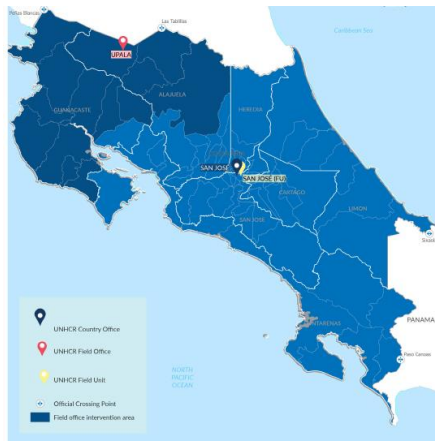 Peñas Blancas
Las Tablillas
Caribbean Sea
UPALA
ALAJUELA
GUANACASTE
HEREDIA
SAN JOSE
SAN JOSE (FU)
CARTAGO
LIMON
SAN JOSE
PANAMA
Paso Canoas
UNHCR Country Office
UNHCR Field Office
NORTH
PACIFIC
OCEAN
UNHCR Field Unit
Official Crossing Point
Field office intervention area